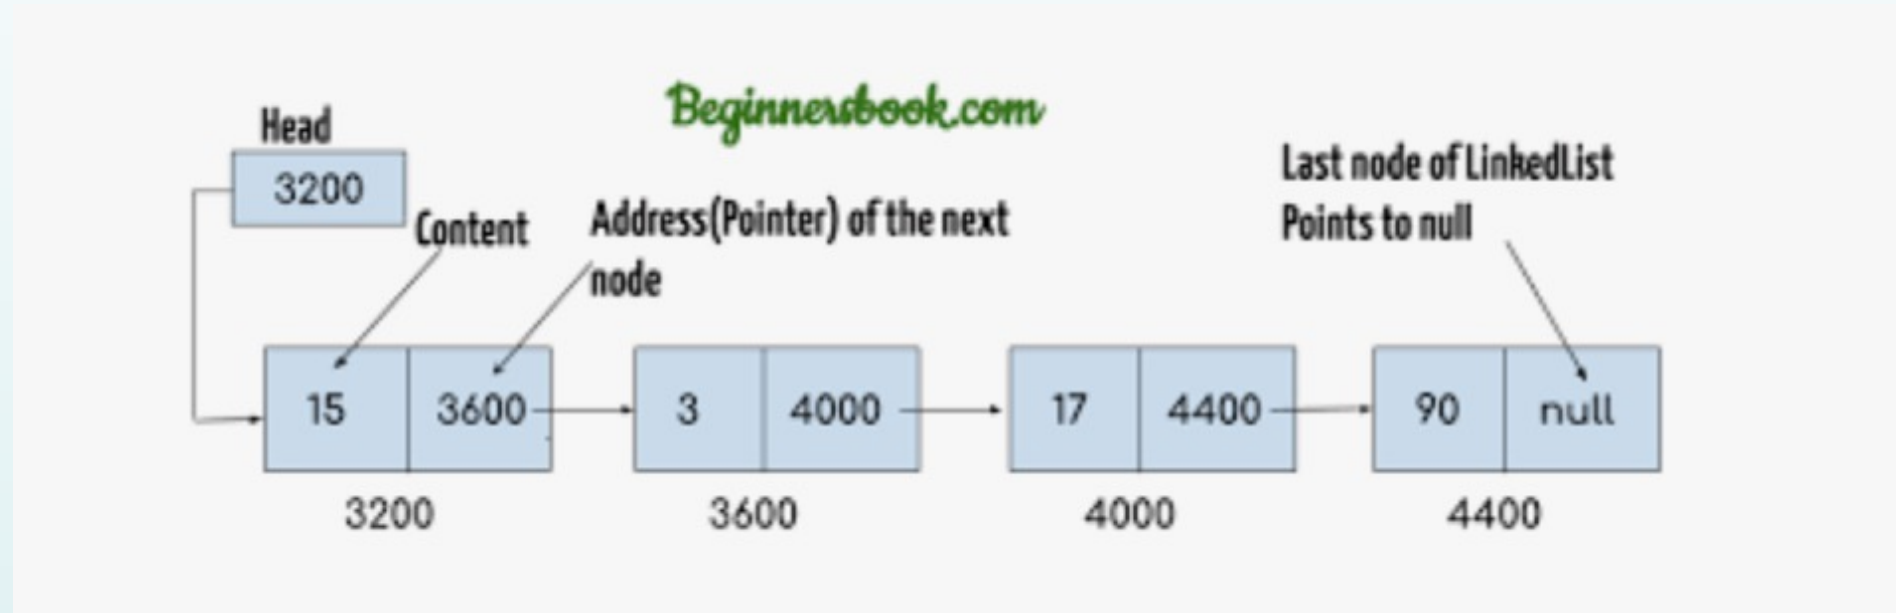 Beginnersbook.com
Head
3200
Content
Address(Pointer) of the next
node
Last node of LinkedList
Points to null
15 3600 3 4000 17 4400 90 null
3200 3600 4000 4400